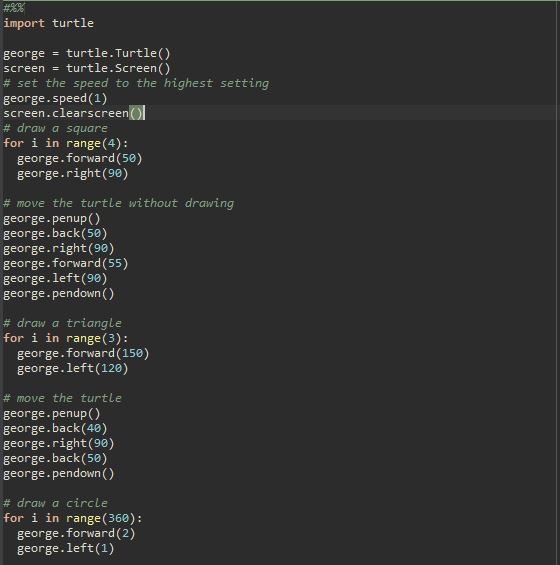 #%%
import turtle

george = turtle.Turtle()
screen = turtle.Screen()
# set the speed to the highest setting
george.speed(1)
screen.clearscreen()
# draw a square
for i in range(4):
  george.forward(50)
  george.right(90)

# move the turtle without drawing
george.penup()
george.back(50)
george.right(90)
george.forward(55)
george.left(90)
george.pendown()

# draw a triangle
for i in range(3):
  george.forward(150)
  george.left(120)

# move the turtle
george.penup()
george.back(40)
george.right(90)
george.back(50)
george.pendown()

# draw a circle
for i in range(360):
  george.forward(2)
  george.left(1)